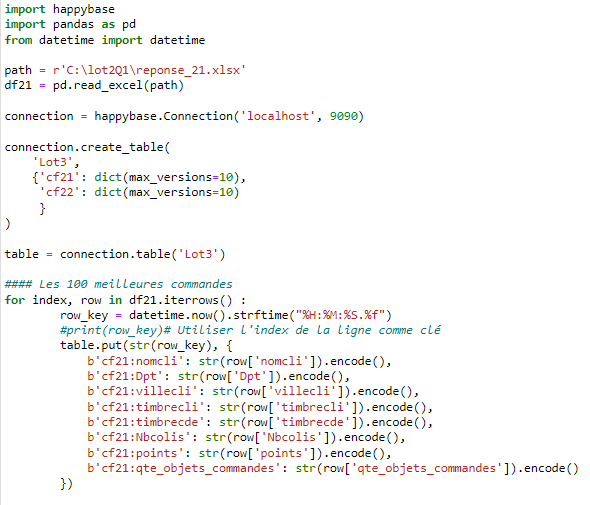 import happybase
import pandas as pd
from datetime import datetime

path = r'C:\lot2Q1\reponse_21.xlsx'
df21 = pd.read_excel(path)

connection = happybase.Connection('localhost', 9090)

connection.create_table(
    'Lot3',
    {'cf21': dict(max_versions=10),
     'cf22': dict(max_versions=10)
     }
)

table = connection.table('Lot3')

#### Les 100 meilleures commandes
for index, row in df21.iterrows() :
        row_key = datetime.now().strftime("%H:%M:%S.%f")
        #print(row_key)# Utiliser l'index de la ligne comme clé
        table.put(str(row_key), {
            b'cf21:nomcli': str(row['nomcli']).encode(),
            b'cf21:Dpt': str(row['Dpt']).encode(),
            b'cf21:villecli': str(row['villecli']).encode(),
            b'cf21:timbrecli': str(row['timbrecli']).encode(),
            b'cf21:timbrecde': str(row['timbrecde']).encode(),
            b'cf21:Nbcolis': str(row['Nbcolis']).encode(),
            b'cf21:points': str(row['points']).encode(),
            b'cf21:qte_objets_commandes': str(row['qte_objets_commandes']).encode()
        })